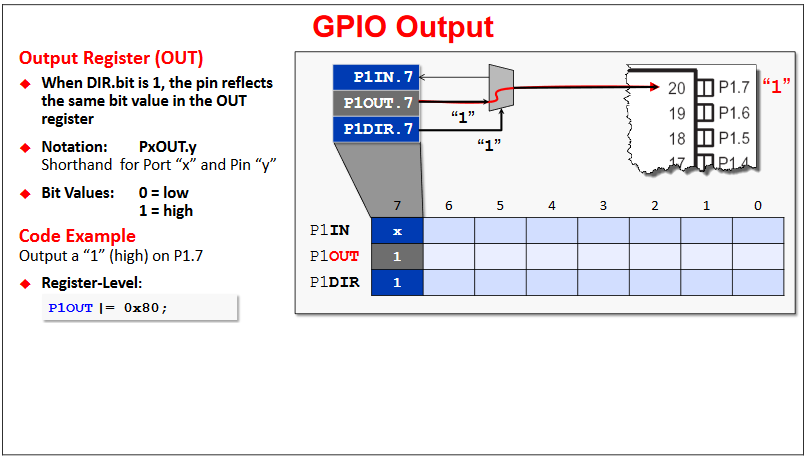 GPIO Output
Output Register (OUT)
When DIR.bit is 1, the pin reflects
the same bit value in the OUT
register
Notation: PxOUT.y
Shorthand for Port “x” and Pin “y”
Bit Values: 0 = low
1 = high
Code Example
Output a “1” (high) on P1.7
Register-Level:
P1OUT |= 0x80;
P1IN.7
P1OUT.7
P1DIR.7
“1”
“1”
20 P1.7 “1”
19 P1.6
18 P1.5
17 P1.4
7 6 5 4 3 2 1 0
P1IN x
P1OUT 1
P1DIR 1